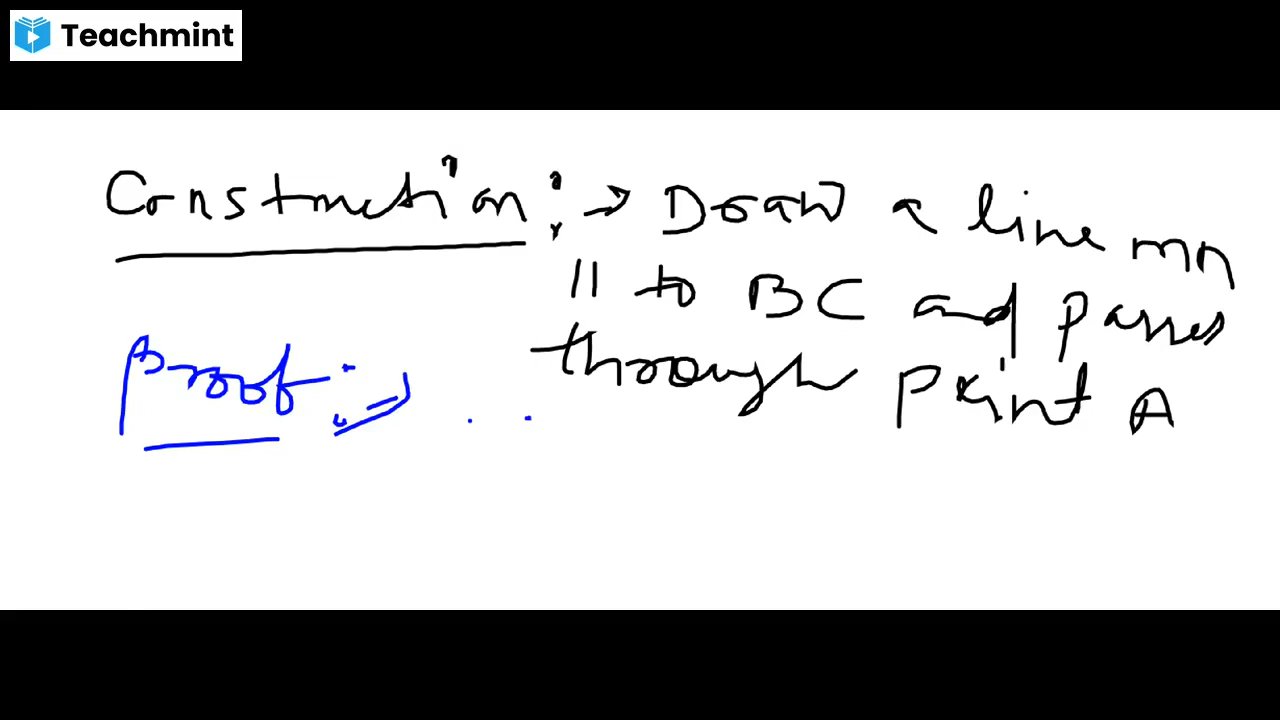 Teachmint
Construction :→ Draw a line mn
|| to BC and passes
through point A
Proof :⇒ . .